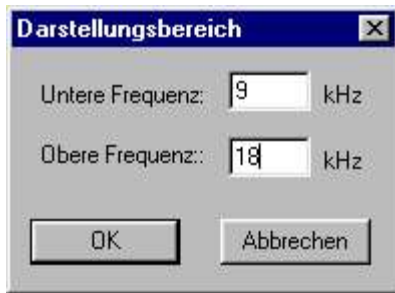 Darstellungsbereich
Untere Frequenz: 9 kHz
Obere Frequenz:: 18 kHz
OK Abbrechen